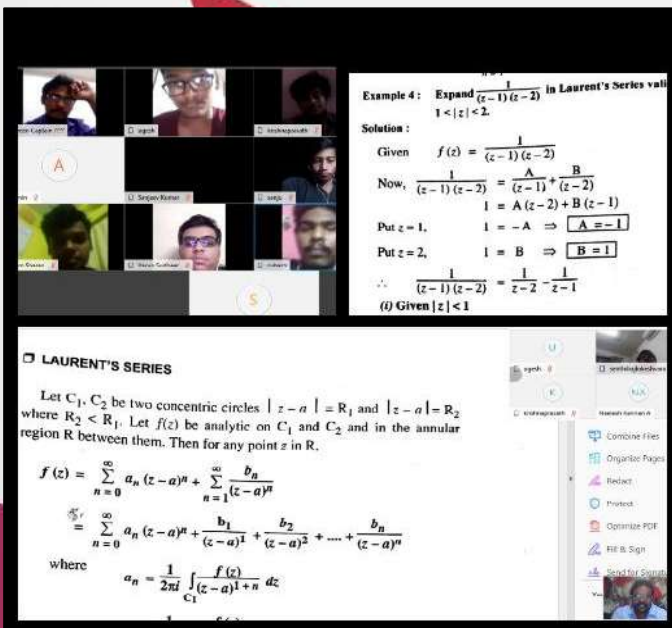 A
Sanjeev Kumar
sanju
S
Example 4 : Expand 1/((z – 1) (z – 2)) in Laurent's Series vali
1 < |z| < 2.
Solution :
Given f (z) = 1/((z – 1) (z – 2))
Now, 1/((z – 1) (z – 2)) = A/(z – 1) + B/(z – 2)
1 = A (z – 2) + B (z – 1)
Put z = 1, 1 = – A ⇒ A = – 1
Put z = 2, 1 = B ⇒ B = 1
∴ 1/((z – 1) (z – 2)) = 1/(z – 2) – 1/(z – 1)
(i) Given | z | < 1
❒ LAURENT'S SERIES
Let C₁, C₂ be two concentric circles | z – a | = R₁ and |z – a| = R₂
where R₂ < R₁. Let f(z) be analytic on C₁ and C₂ and in the annular
region R between them. Then for any point z in R.
f (z) = ∑_{n = 0}^{∞} aₙ (z – a)ⁿ + ∑_{n = 1}^{∞} bₙ/(z – a)ⁿ
= ∑_{n = 0}^{∞} aₙ (z – a)ⁿ + b₁/(z – a)¹ + b₂/(z – a)² + .... + bₙ/(z – a)ⁿ
where
aₙ = 1/2πi ∫_{C₁} f (z)/(z – a)^{1 + n} dz
U
K
Combine Files
Organize Pages
Redact
Protect
Optimize PDF
Fill & Sign
Send for Signat